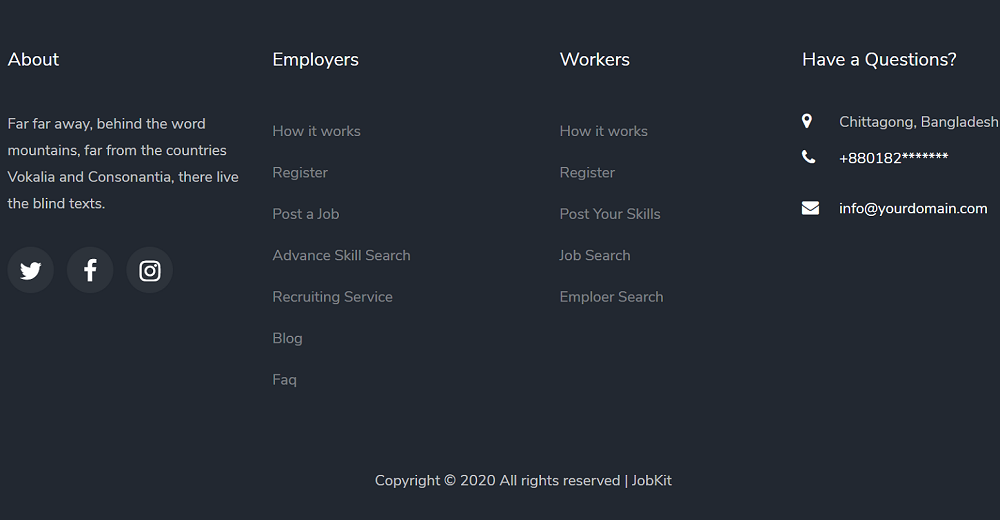 About
Far far away, behind the word
mountains, far from the countries
Vokalia and Consonantia, there live
the blind texts.
Employers
How it works
Register
Post a Job
Advance Skill Search
Recruiting Service
Blog
Faq
Workers
How it works
Register
Post Your Skills
Job Search
Emploer Search
Have a Questions?
Chittagong, Bangladesh
+880182*******
info@yourdomain.com
Copyright © 2020 All rights reserved | JobKit